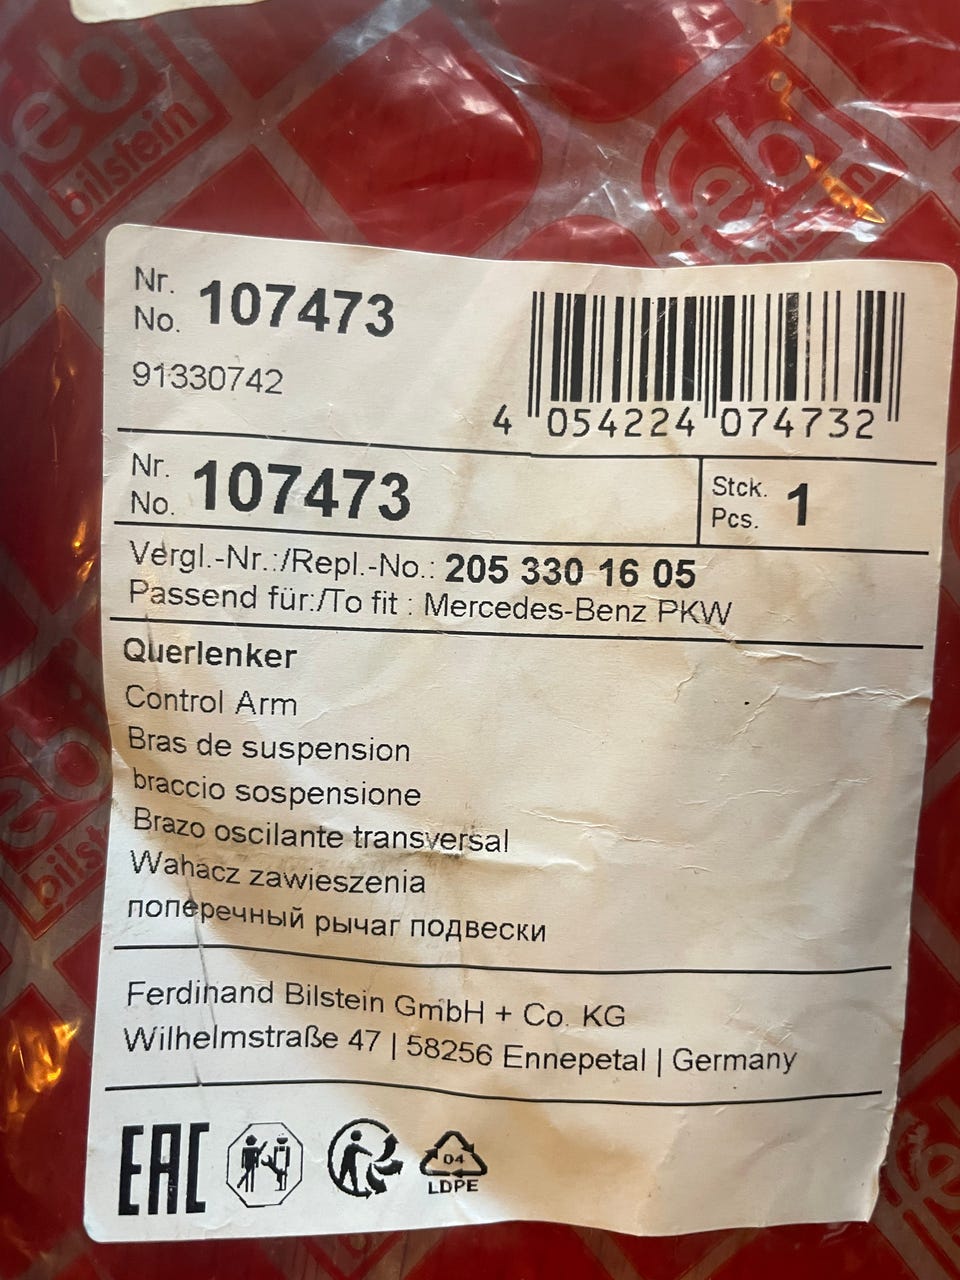 febi
bilstein
febi
bilstein
Nr.
No. 107473
91330742
4 054224 074732
Nr.
No. 107473
Stck.
Pcs. 1
Vergl.-Nr.:/Repl.-No.: 205 330 16 05
Passend für:/To fit : Mercedes-Benz PKW
Querlenker
Control Arm
Bras de suspension
braccio sospensione
Brazo oscilante transversal
Wahacz zawieszenia
поперечный рычаг подвески
Ferdinand Bilstein GmbH + Co. KG
Wilhelmstraße 47 | 58256 Ennepetal | Germany
EAC
04
LDPE